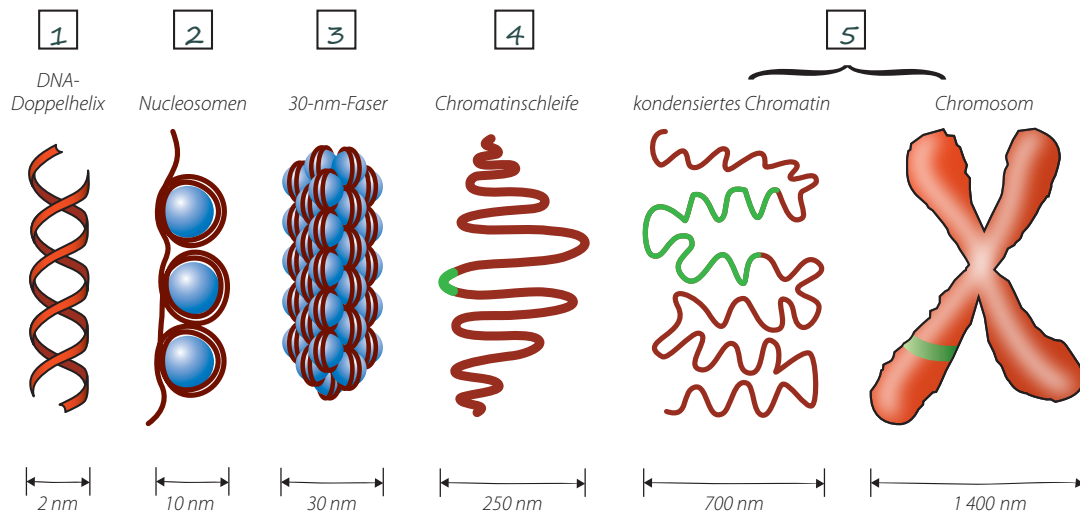 1
2
3
4
5
DNA-
Doppelhelix
Nucleosomen
30-nm-Faser
Chromatinschleife
kondensiertes Chromatin
Chromosom
2 nm
10 nm
30 nm
250 nm
700 nm
1 400 nm